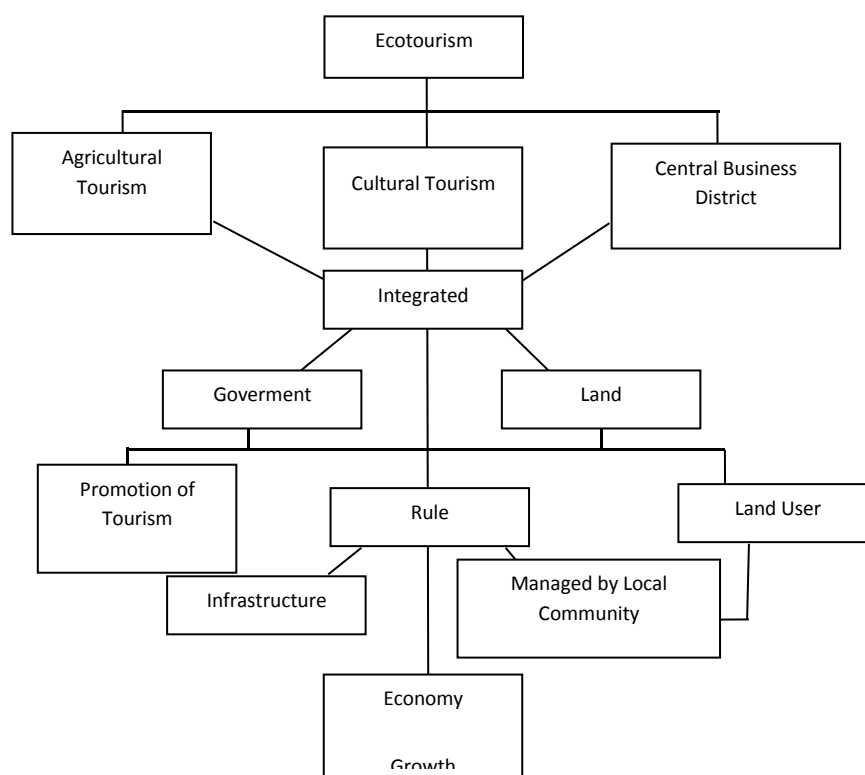 Ecotourism
Agricultural
Tourism
Cultural Tourism
Central Business
District
Integrated
Goverment
Land
Promotion of
Tourism
Rule
Land User
Infrastructure
Managed by Local
Community
Economy
Growth